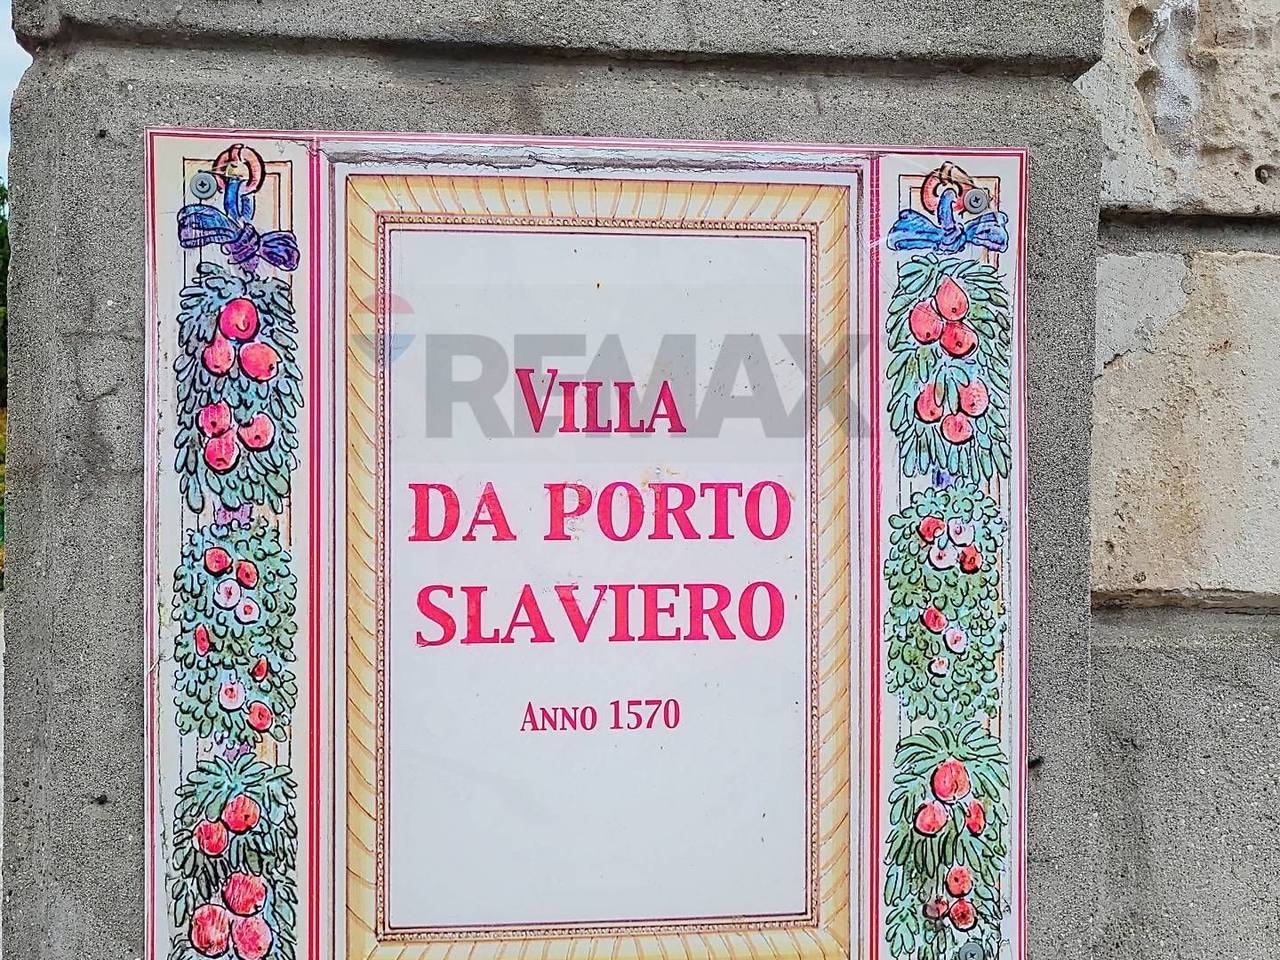 REMAX
VILLA
DA PORTO
SLAVIERO
ANNO 1570